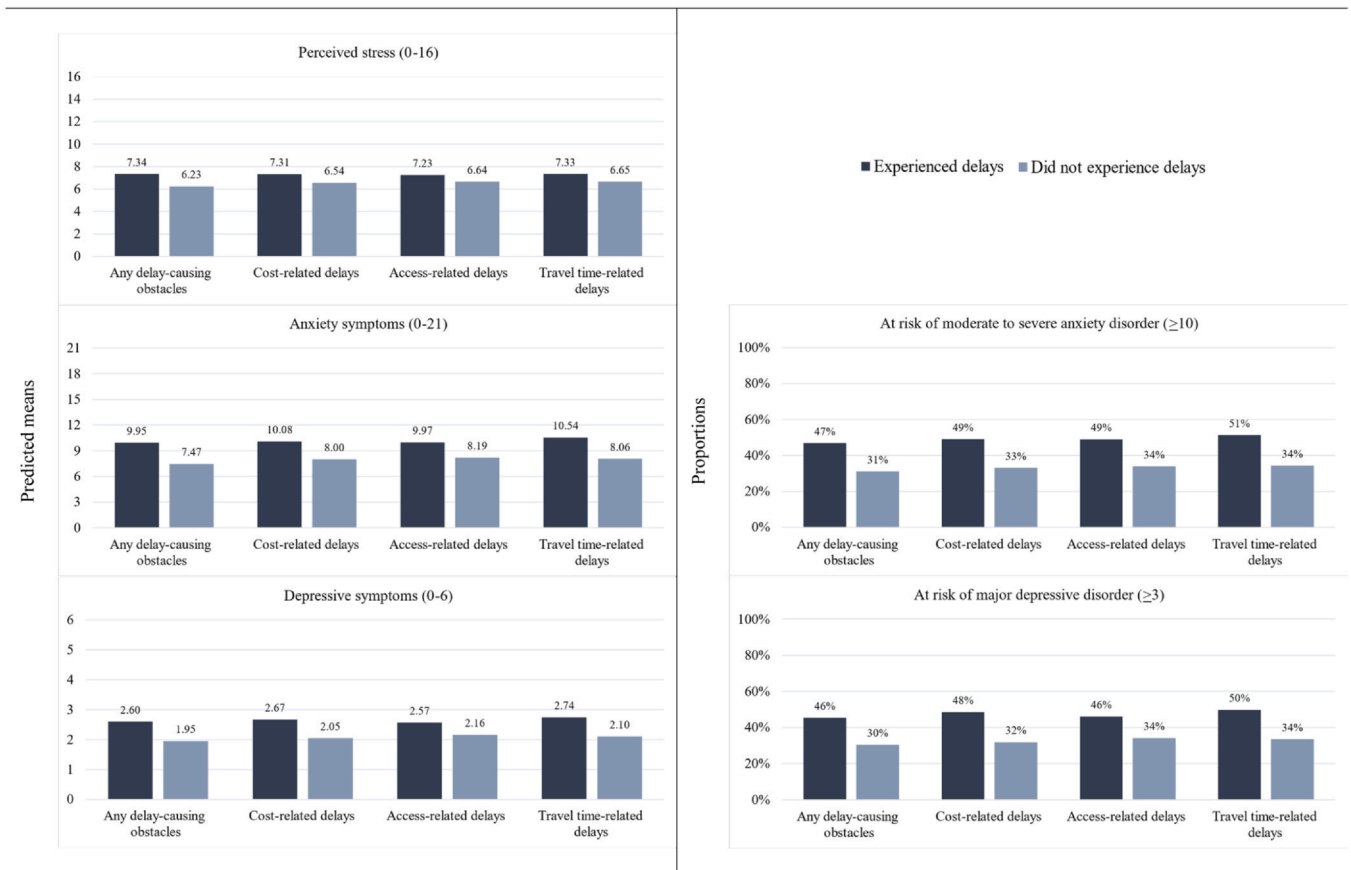 Perceived stress (0-16)
16
14
12
10
8
6
4
2
0
7.34
6.23
7.31
6.54
7.23
6.64
7.33
6.65
Any delay-causing
obstacles
Cost-related delays
Access-related delays
Travel time-related
delays
Predicted means
Anxiety symptoms (0-21)
21
18
15
12
9
6
3
0
9.95
7.47
10.08
8.00
9.97
8.19
10.54
8.06
Any delay-causing
obstacles
Cost-related delays
Access-related delays
Travel time-related
delays
Depressive symptoms (0-6)
6
5
4
3
2
1
0
2.60
1.95
2.67
2.05
2.57
2.16
2.74
2.10
Any delay-causing
obstacles
Cost-related delays
Access-related delays
Travel time-related
delays
Experienced delays
Did not experience delays
Proportions
At risk of moderate to severe anxiety disorder (≥10)
100%
80%
60%
40%
20%
0%
47%
31%
49%
33%
49%
34%
51%
34%
Any delay-causing
obstacles
Cost-related delays
Access-related delays
Travel time-related
delays
At risk of major depressive disorder (≥3)
100%
80%
60%
40%
20%
0%
46%
30%
48%
32%
46%
34%
50%
34%
Any delay-causing
obstacles
Cost-related delays
Access-related delays
Travel time-related
delays